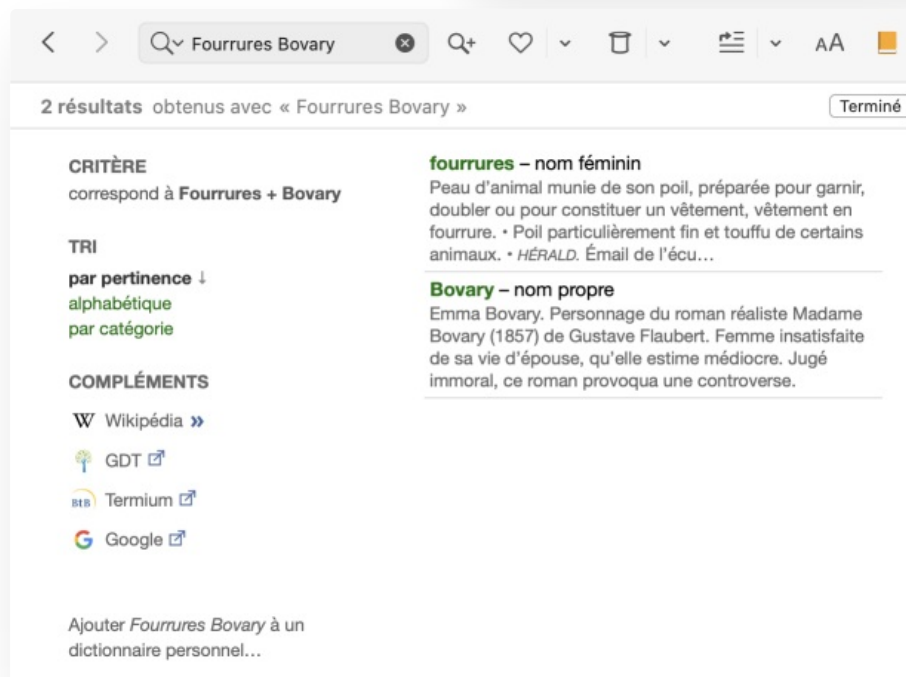 Fourrures Bovary
AA
2 résultats obtenus avec « Fourrures Bovary »
Terminé
CRITÈRE
correspond à Fourrures + Bovary
TRI
par pertinence ↓
alphabétique
par catégorie
COMPLÉMENTS
W Wikipédia »
GDT
BtB Termium
G Google
Ajouter Fourrures Bovary à un
dictionnaire personnel…
fourrures – nom féminin
Peau d’animal munie de son poil, préparée pour garnir,
doubler ou pour constituer un vêtement, vêtement en
fourrure. • Poil particulièrement fin et touffu de certains
animaux. • HÉRALD. Émail de l’écu…
Bovary – nom propre
Emma Bovary. Personnage du roman réaliste Madame
Bovary (1857) de Gustave Flaubert. Femme insatisfaite
de sa vie d’épouse, qu’elle estime médiocre. Jugé
immoral, ce roman provoqua une controverse.